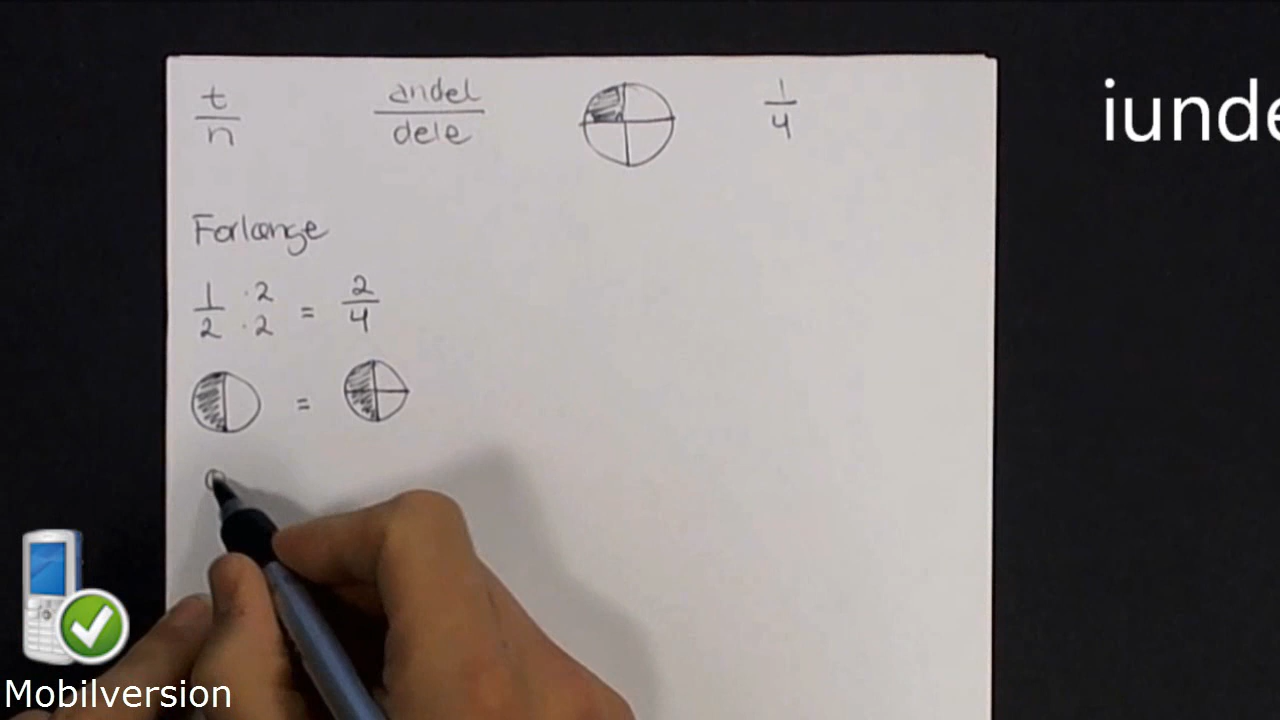 t/n andel/dele 1/4
iunde
Forlænge
1/2 ·2/·2 = 2/4
=
Mobilversion